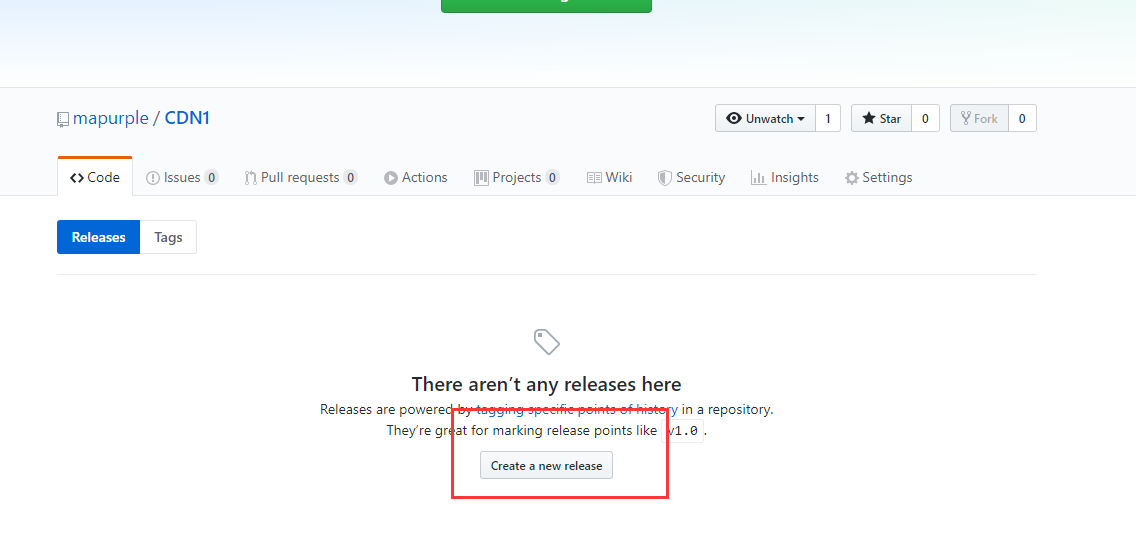 mapurple / CDN1
Unwatch 1 Star 0 Fork 0
Code Issues 0 Pull requests 0 Actions Projects 0 Wiki Security Insights Settings
Releases Tags
There aren’t any releases here
Releases are powered by tagging specific points of history in a repository.
They’re great for marking release points like v1.0.
Create a new release